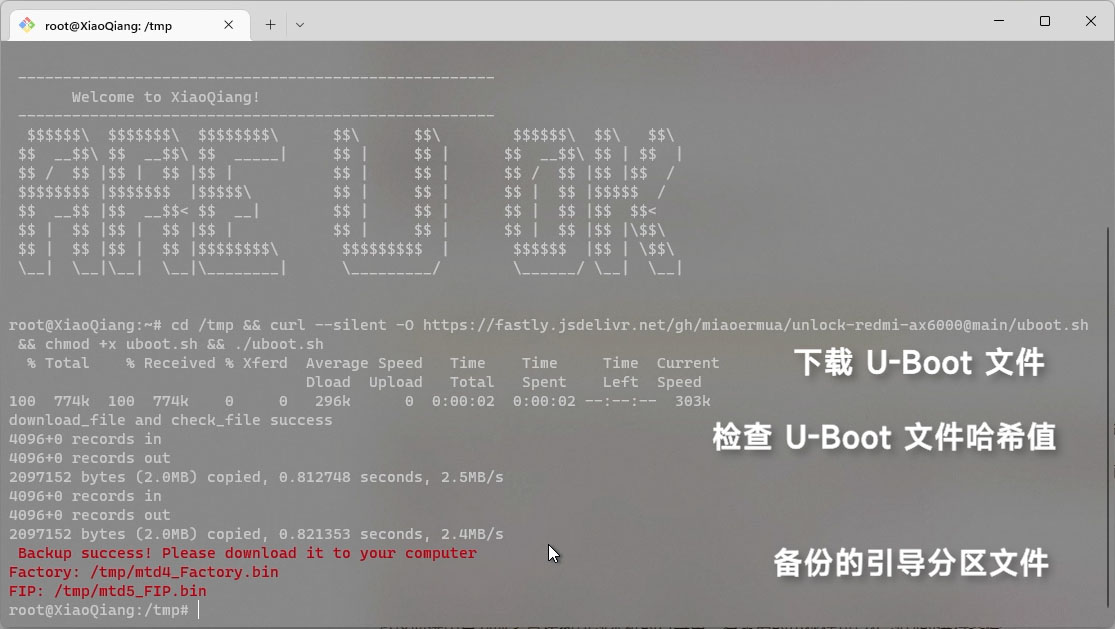 root@XiaoQiang: /tmp
-----------------------------------------------------
      Welcome to XiaoQiang!
-----------------------------------------------------
  $$$$$$\  $$$$$$$\  $$$$$$$$\      $$\      $$\        $$$$$$\  $$\   $$\
 $$  __$$\ $$  __$$\ $$  _____|     $$ |     $$ |      $$  __$$\ $$ | $$  |
 $$ /  $$ |$$ |  $$ |$$ |           $$ |     $$ |      $$ /  $$ |$$ |$$  /
 $$$$$$$$ |$$$$$$$  |$$$$$\         $$ |     $$ |      $$ |  $$ |$$$$$  /
 $$  __$$ |$$  __$$< $$  __|        $$ |     $$ |      $$ |  $$ |$$  $$<
 $$ |  $$ |$$ |  $$ |$$ |           $$ |     $$ |      $$ |  $$ |$$ |\$$\
 $$ |  $$ |$$ |  $$ |$$$$$$$$\       $$$$$$$$$  |       $$$$$$  |$$ | \$$\
 \__|  \__|\__|  \__|\________|      \_________/        \______/ \__|  \__|
root@XiaoQiang:~# cd /tmp && curl --silent -O https://fastly.jsdelivr.net/gh/miaoermua/unlock-redmi-ax6000@main/uboot.sh
 && chmod +x uboot.sh && ./uboot.sh
  % Total    % Received % Xferd  Average Speed   Time    Time     Time  Current
                                 Dload  Upload   Total   Spent    Left  Speed
下载 U-Boot 文件
100  774k  100  774k    0     0   296k      0  0:00:02  0:00:02 --:--:--  303k
download_file and check_file success
4096+0 records in
检查 U-Boot 文件哈希值
4096+0 records out
2097152 bytes (2.0MB) copied, 0.812748 seconds, 2.5MB/s
4096+0 records in
4096+0 records out
2097152 bytes (2.0MB) copied, 0.821353 seconds, 2.4MB/s
 Backup success! Please download it to your computer
备份的引导分区文件
Factory: /tmp/mtd4_Factory.bin
FIP: /tmp/mtd5_FIP.bin
root@XiaoQiang:/tmp#